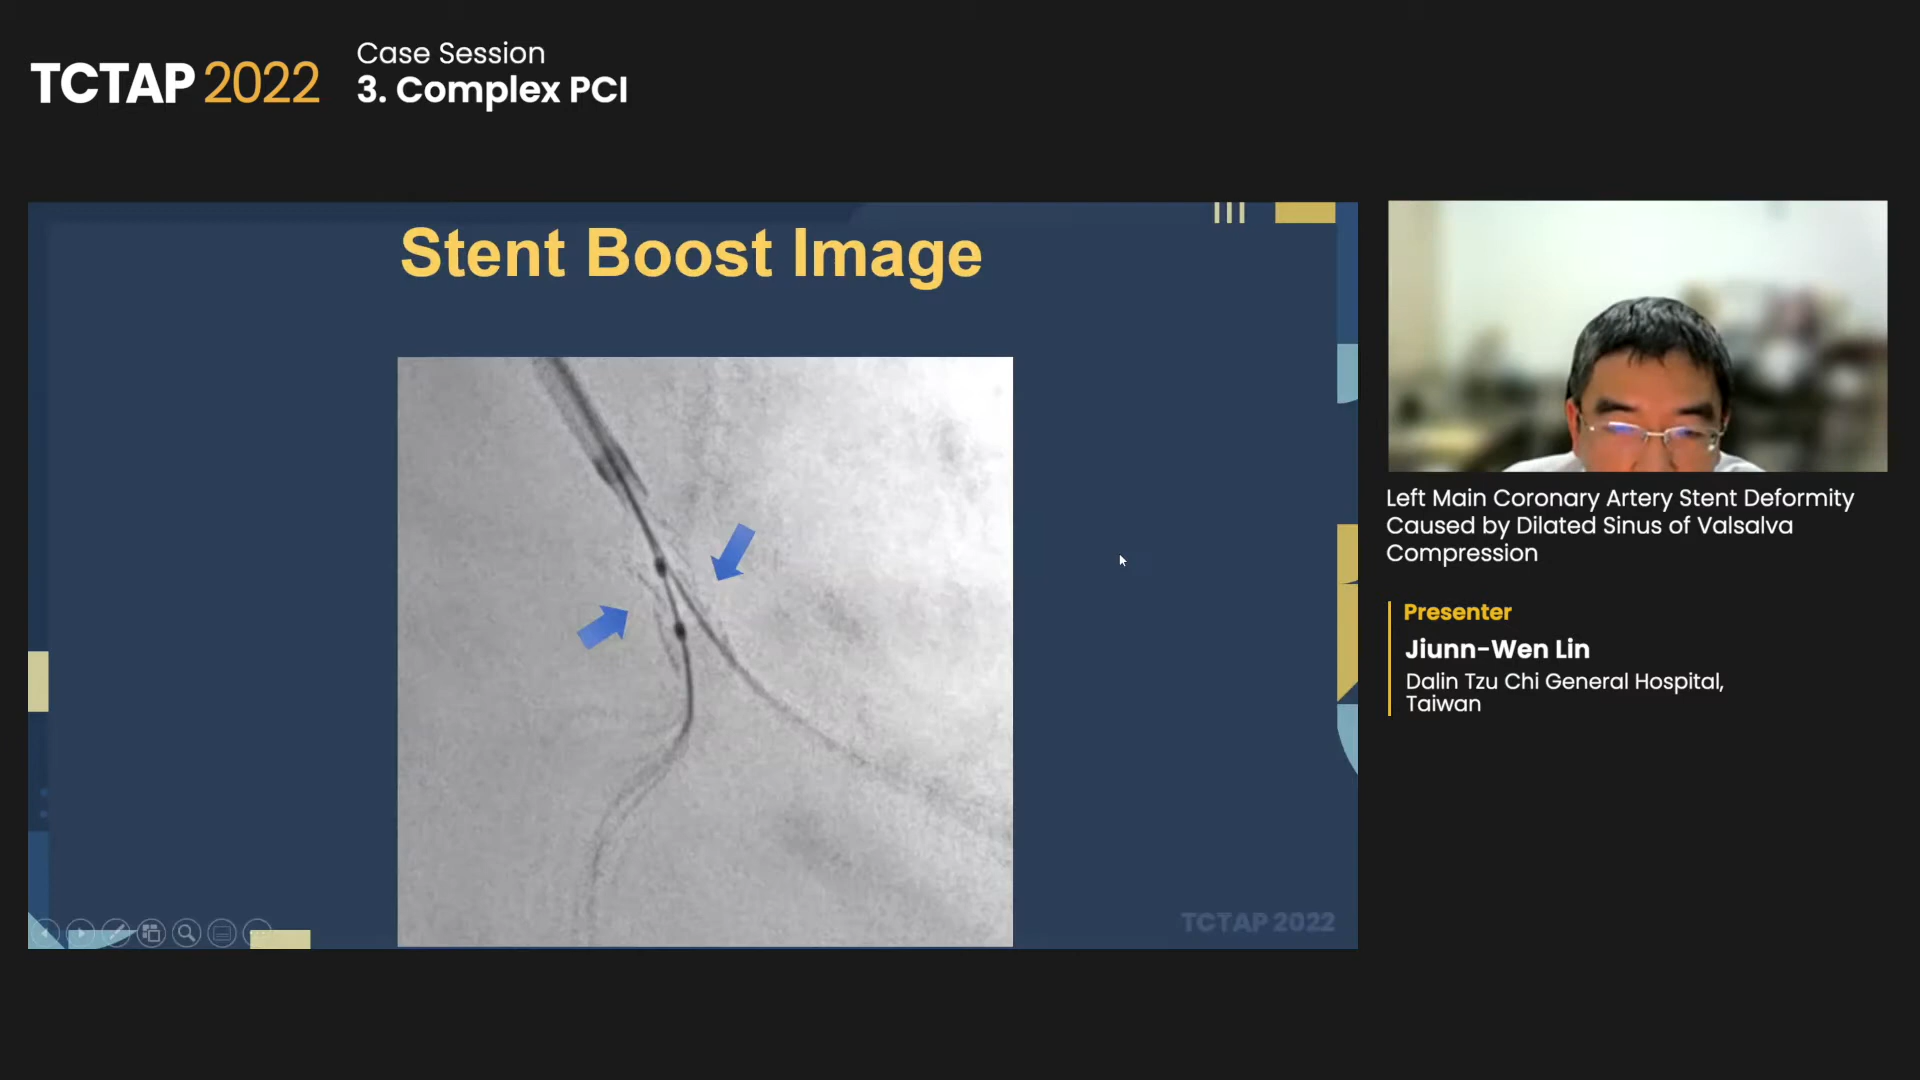 TCTAP 2022
Case Session
3. Complex PCI
Stent Boost Image
TCTAP 2022
Left Main Coronary Artery Stent Deformity
Caused by Dilated Sinus of Valsalva
Compression
Presenter
Jiunn-Wen Lin
Dalin Tzu Chi General Hospital,
Taiwan